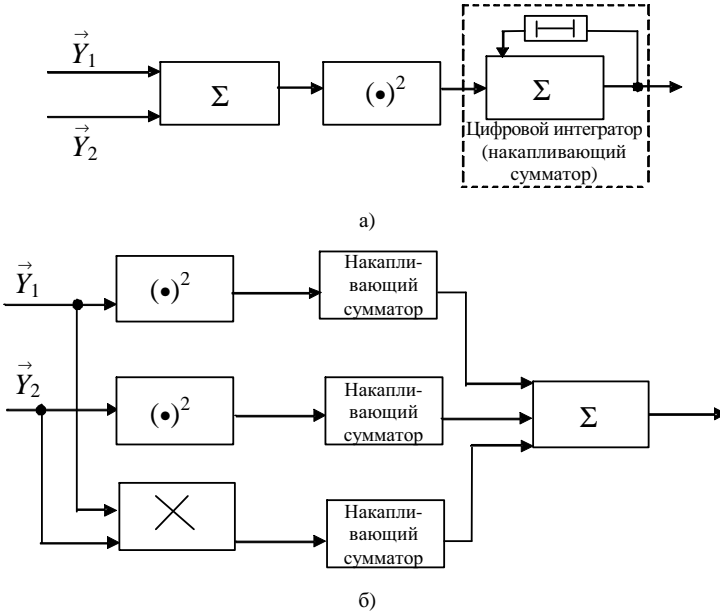 Y⃗₁
Σ
(•)²
Σ
Y⃗₂
Цифровой интегратор
(накапливающий
сумматор)
а)
Y⃗₁
(•)²
Накапли-
вающий
сумматор
Y⃗₂
(•)²
Накапли-
вающий
сумматор
Σ
Накапли-
вающий
сумматор
б)